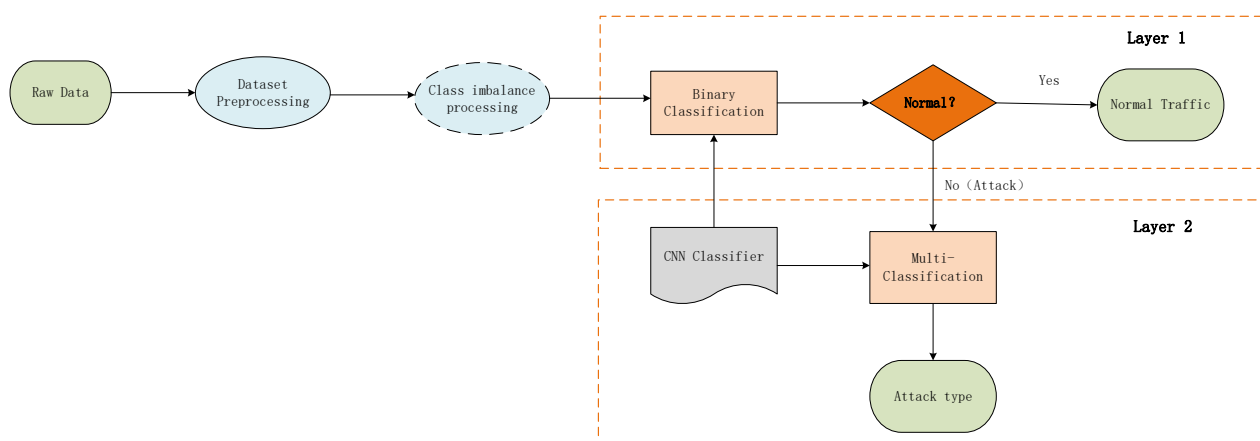 Layer 1
Raw Data
Dataset
Preprocessing
Class imbalance
processing
Binary
Classification
Normal?
Yes
Normal Traffic
No（Attack）
Layer 2
CNN Classifier
Multi-
Classification
Attack type